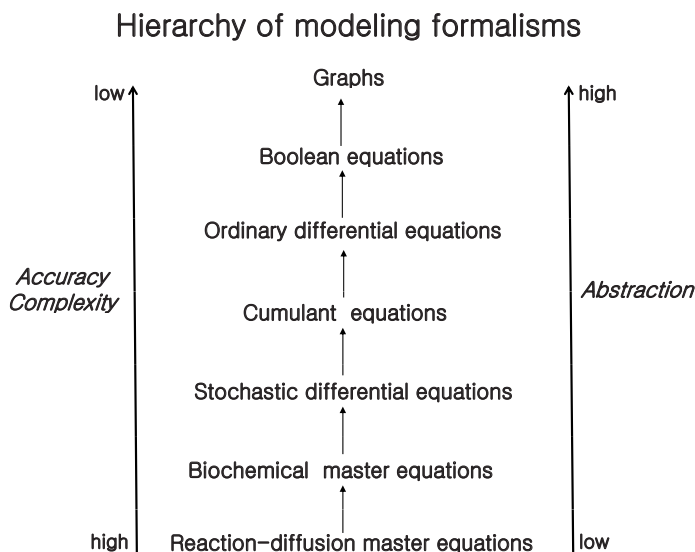 Hierarchy of modeling formalisms
Graphs
low
high
Boolean equations
Ordinary differential equations
Accuracy
Complexity
Abstraction
Cumulant equations
Stochastic differential equations
Biochemical master equations
high
Reaction-diffusion master equations
low